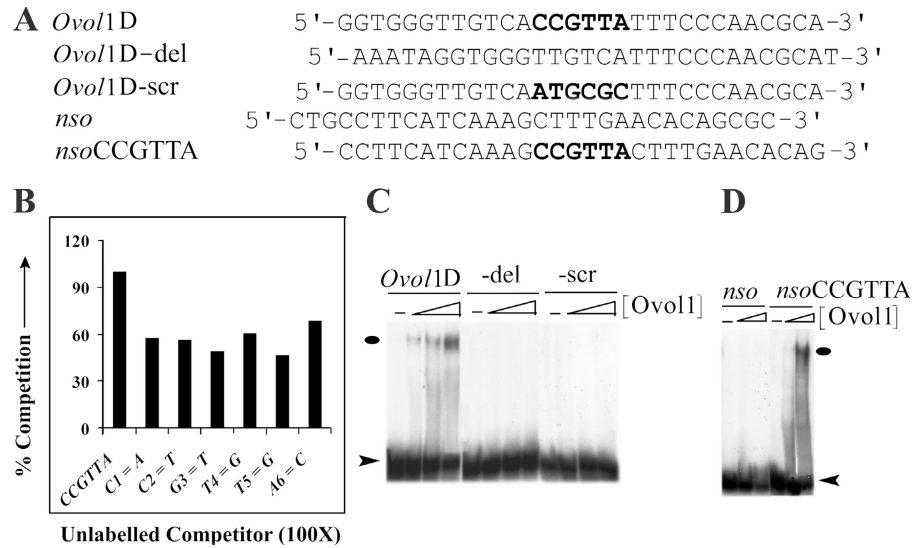 A
Ovol1D 5'-GGTGGGTTGTCACCGTTATTTCCCAACGCA-3'
Ovol1D-del 5'-AAATAGGTGGGTTGTCATTTCCCAACGCAT-3'
Ovol1D-scr 5'-GGTGGGTTGTCAATGCGCTTTCCCAACGCA-3'
nso 5'-CTGCCTTCATCAAAGCTTTGAACACAGCGC-3'
nsoCCGTTA 5'-CCTTCATCAAAGCCGTTACTTTGAACACAG-3'
B
% Competition
120
90
60
30
0
CCGTTA
C1 = A
C2 = T
G3 = T
T4 = G
T5 = G
A6 = C
Unlabelled Competitor (100X)
C
Ovol1D -del -scr
– – – [Ovol1]
D
nso nsoCCGTTA
– – [Ovol1]